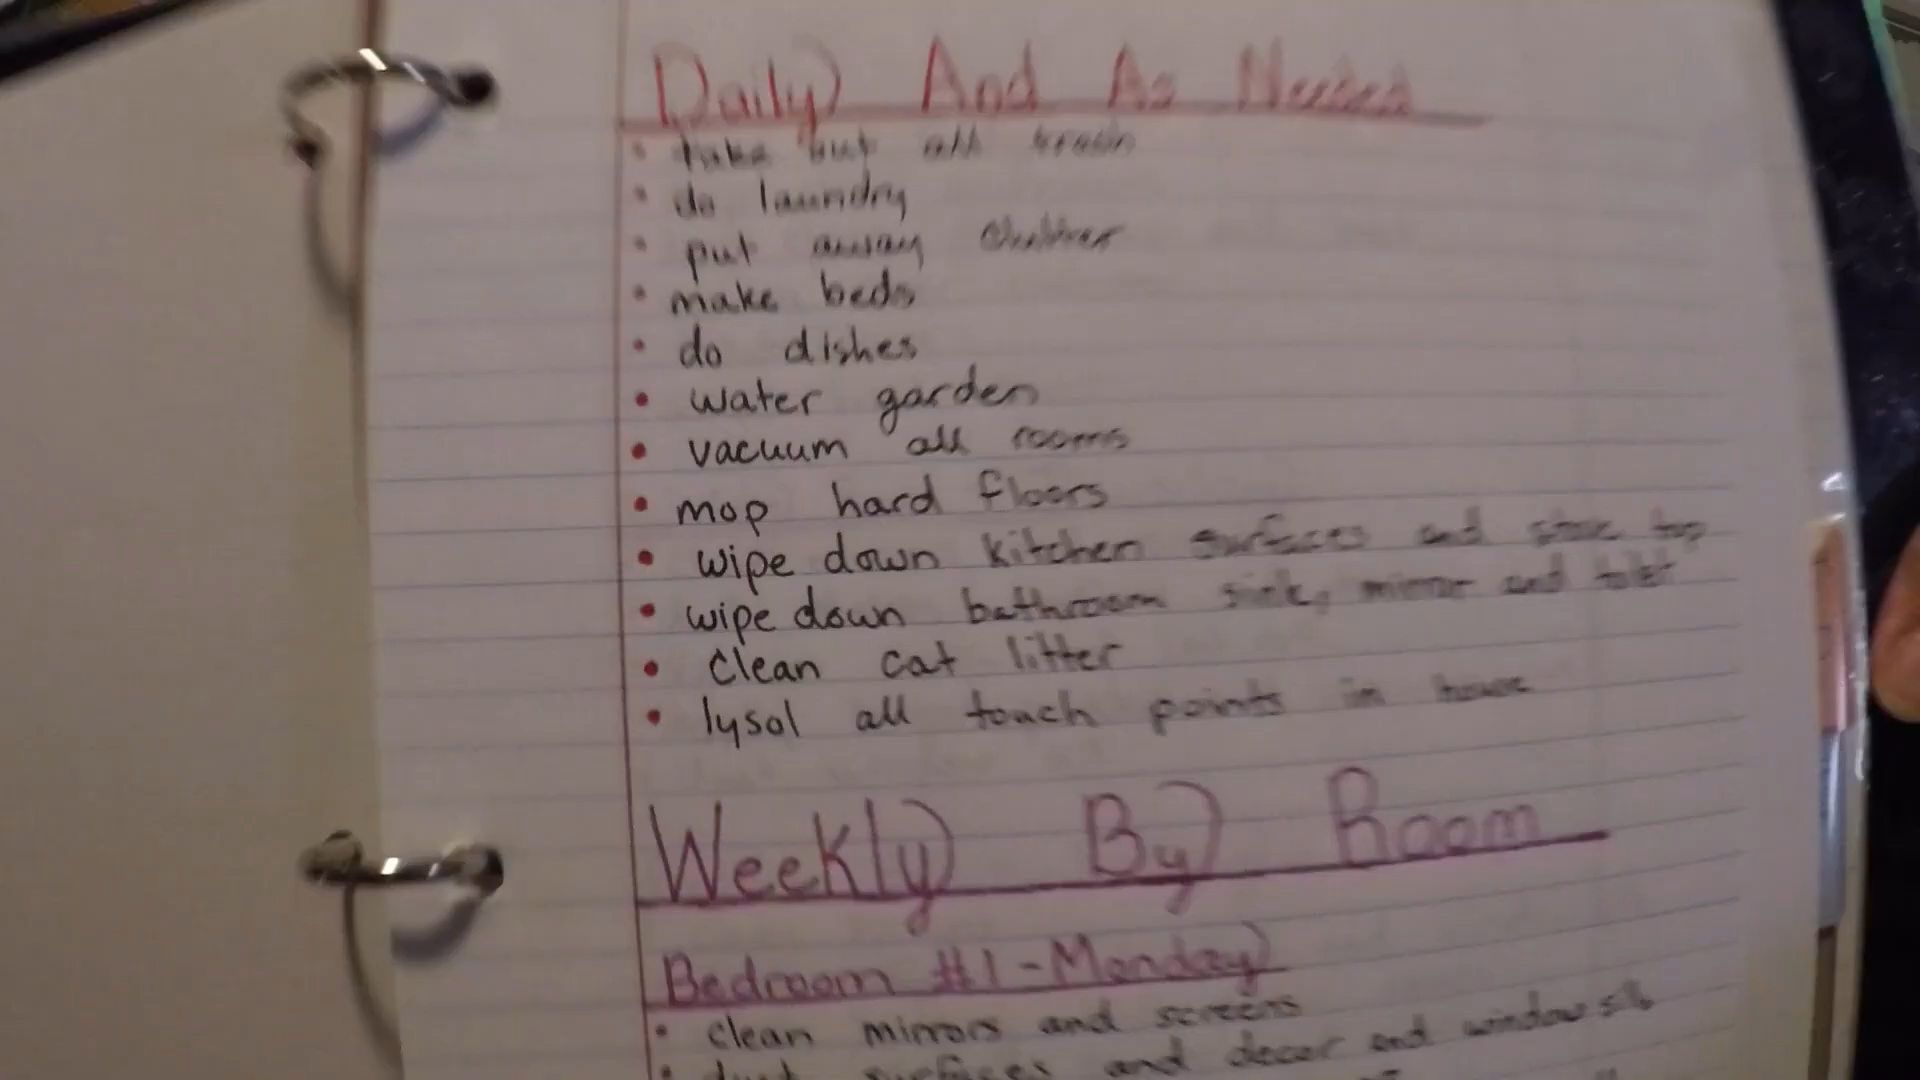 Daily And As Needed
• take out all trash
• do laundry
• put away clutter
• make beds
• do dishes
• water garden
• vacuum all rooms
• mop hard floors
• wipe down kitchen surfaces and stove top
• wipe down bathroom sink, mirror and toilet
• Clean cat litter
• lysol all touch points in house
Weekly By Room
Bedroom #1 - Monday
• clean mirrors and screens
• dust surfaces and decor and window sills